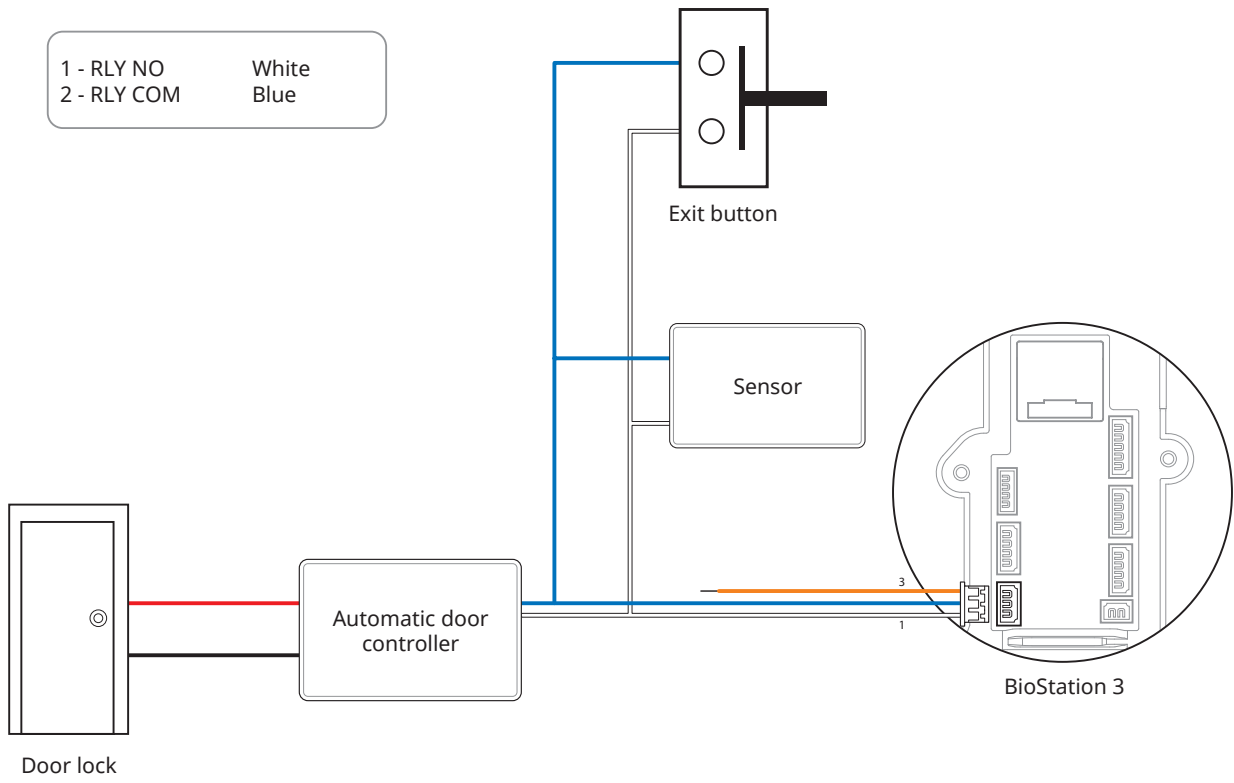 1 - RLY NO White
2 - RLY COM Blue
Exit button
Sensor
3
Automatic door
controller
1
BioStation 3
Door lock